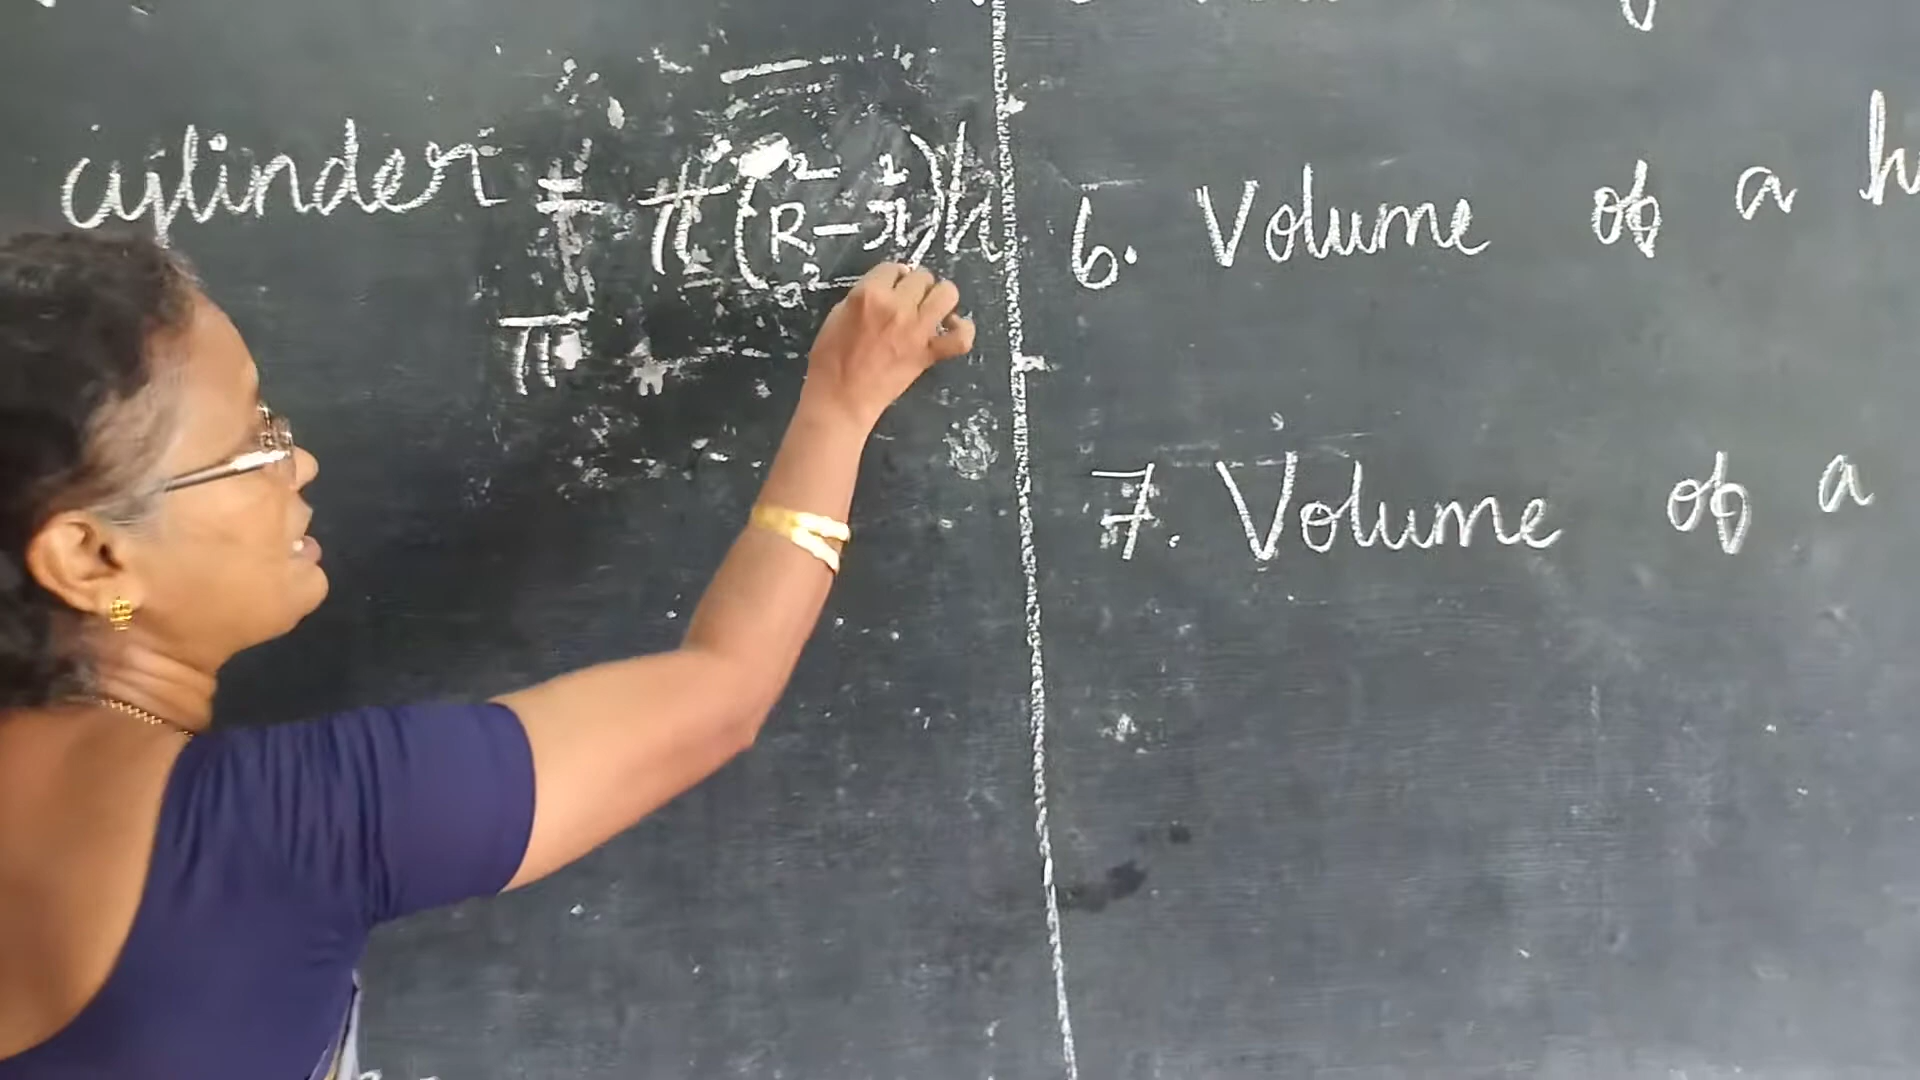 cylinder = π(R²-r²)h
π
6. Volume of a h
7. Volume of a